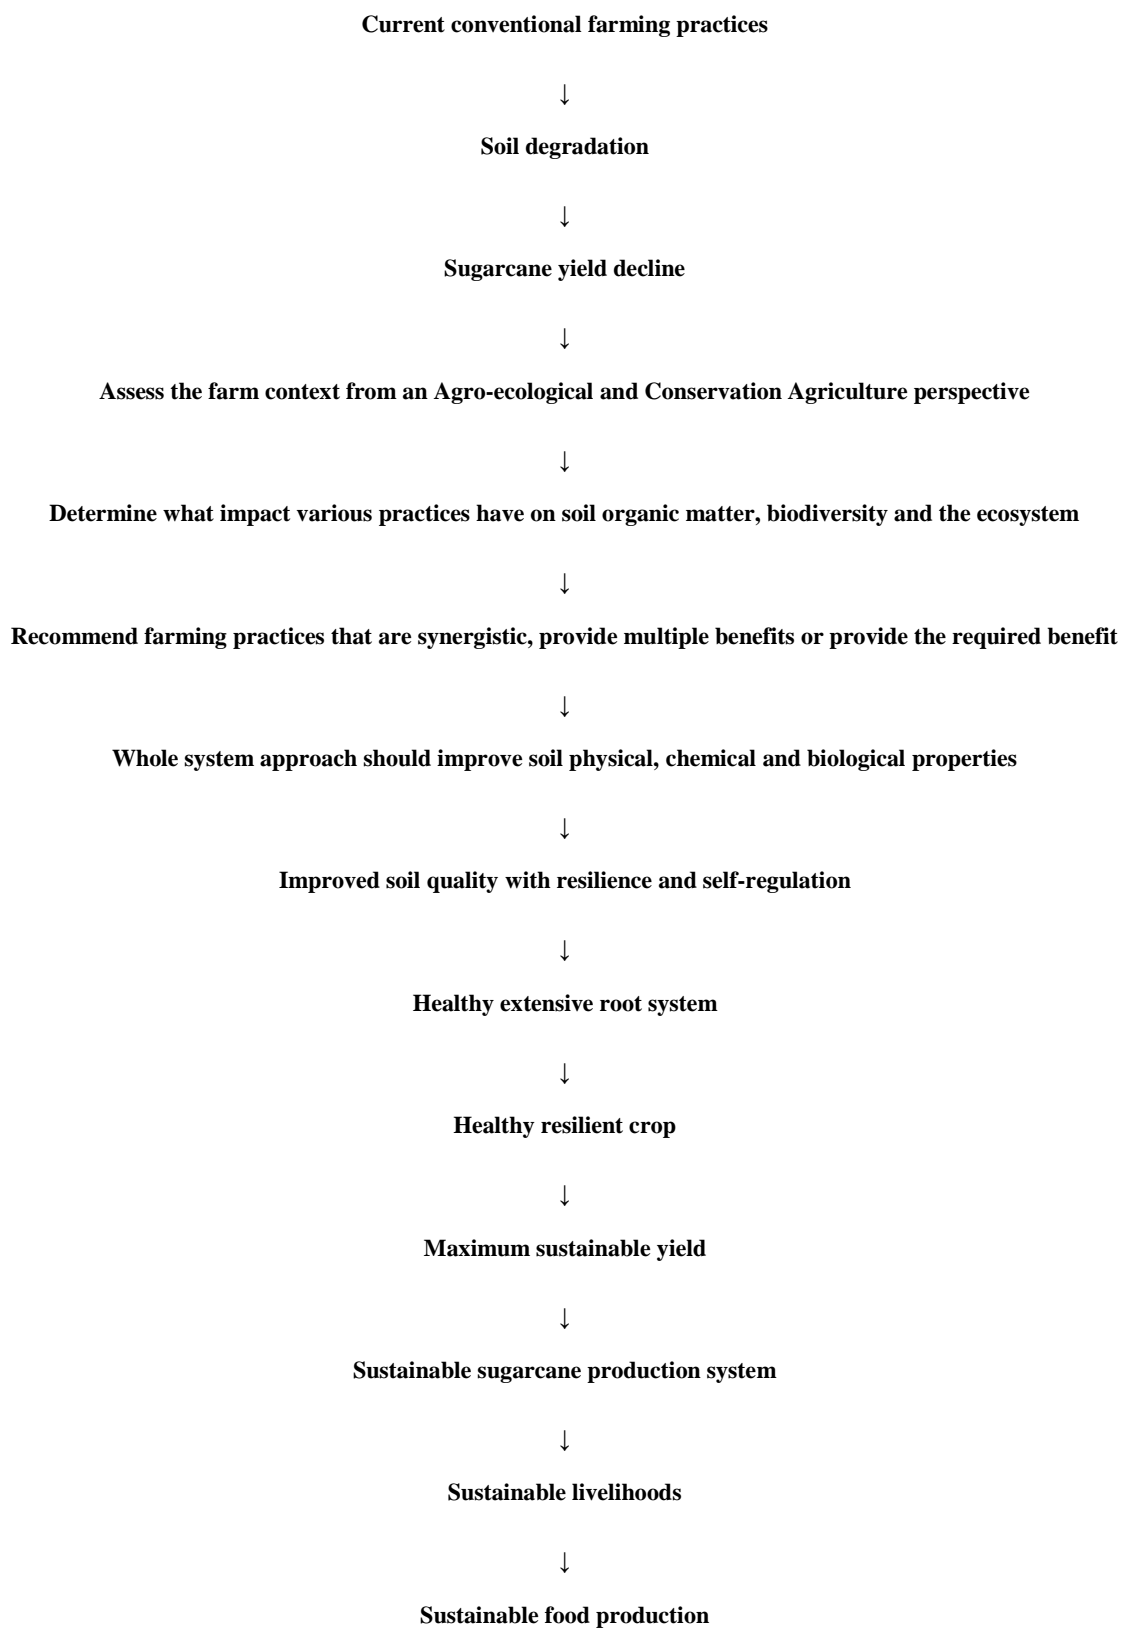 Current conventional farming practices
↓
Soil degradation
↓
Sugarcane yield decline
↓
Assess the farm context from an Agro-ecological and Conservation Agriculture perspective
↓
Determine what impact various practices have on soil organic matter, biodiversity and the ecosystem
↓
Recommend farming practices that are synergistic, provide multiple benefits or provide the required benefit
↓
Whole system approach should improve soil physical, chemical and biological properties
↓
Improved soil quality with resilience and self-regulation
↓
Healthy extensive root system
↓
Healthy resilient crop
↓
Maximum sustainable yield
↓
Sustainable sugarcane production system
↓
Sustainable livelihoods
↓
Sustainable food production